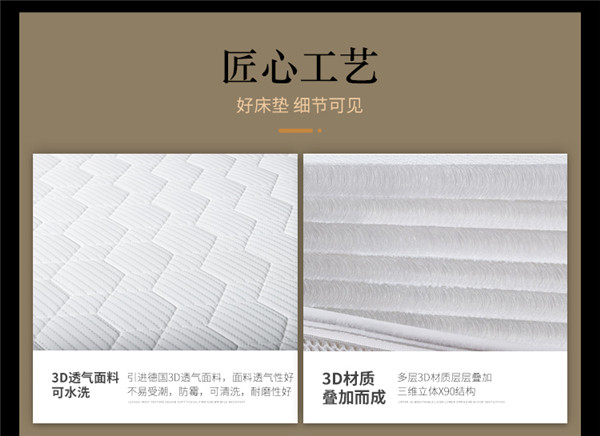 匠心工艺
好床垫 细节可见
3D透气面料
可水洗
引进德国3D透气面料，面料透气性好
不易受潮，防霉，可清洗，耐磨性好
3D材质
叠加而成
多层3D材质层层叠加
三维立体X90结构